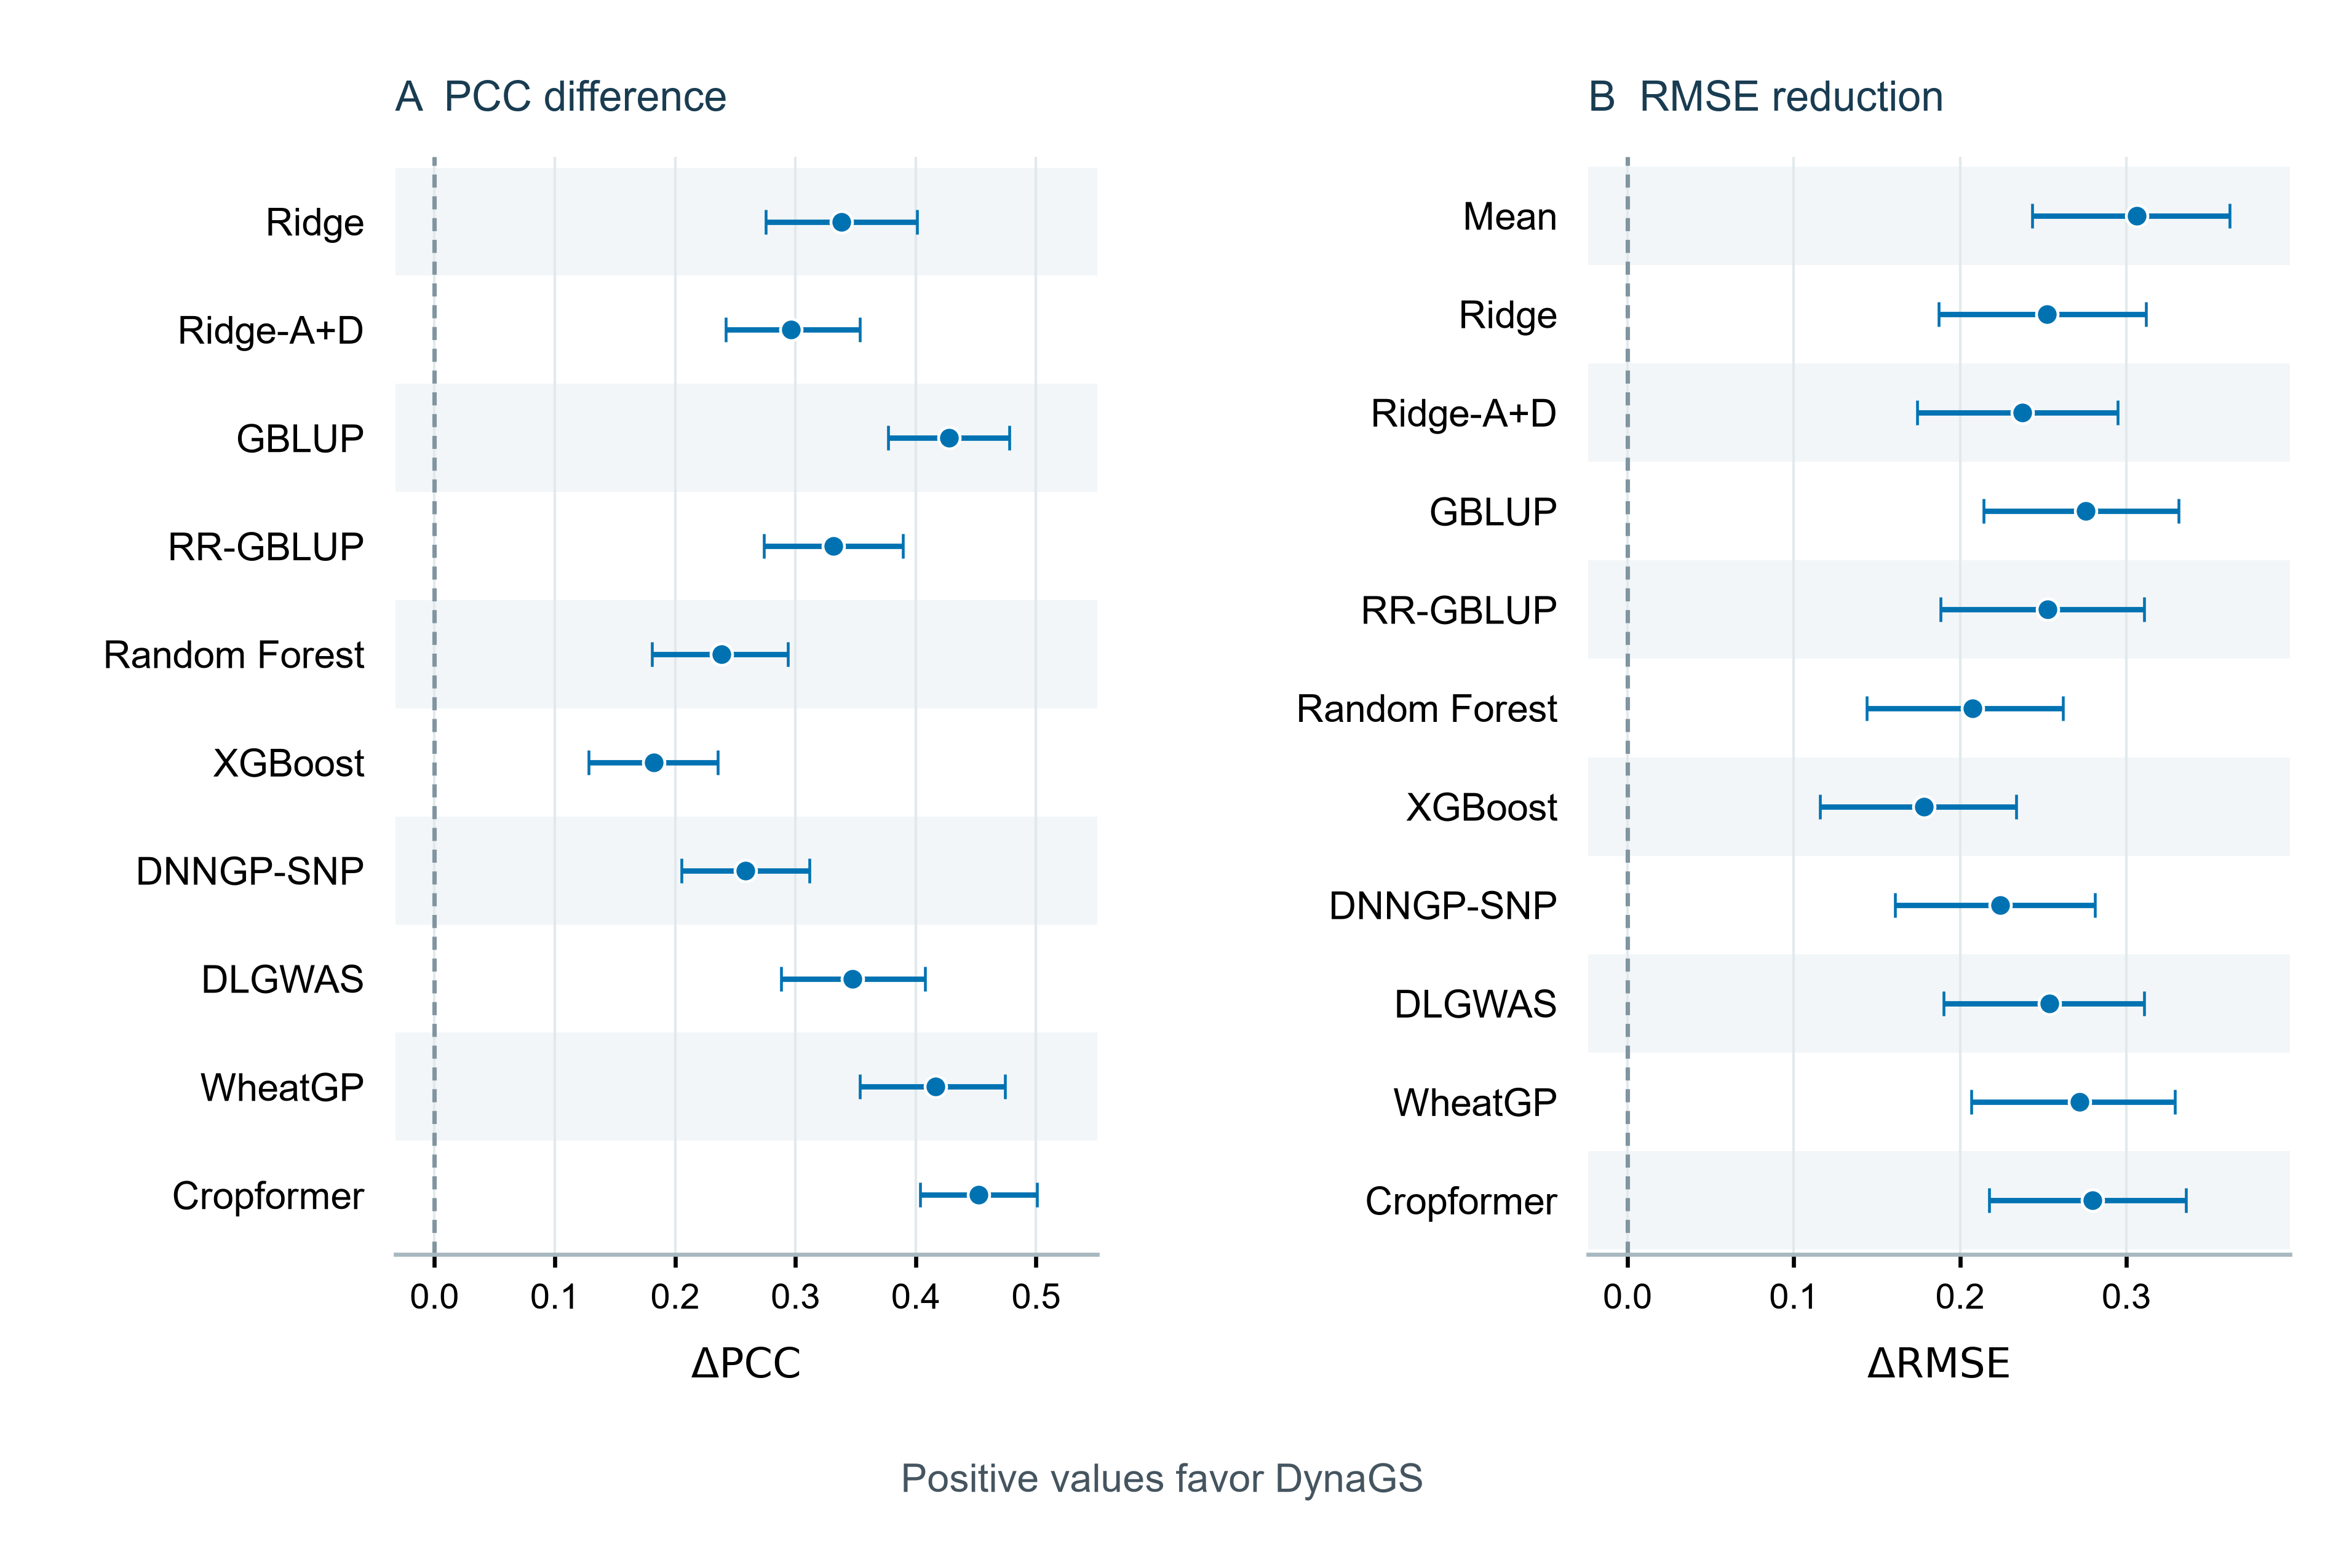 A PCC difference
Ridge
Ridge-A+D
GBLUP
RR-GBLUP
Random Forest
XGBoost
DNNGP-SNP
DLGWAS
WheatGP
Cropformer
0.0 0.1 0.2 0.3 0.4 0.5
ΔPCC
B RMSE reduction
Mean
Ridge
Ridge-A+D
GBLUP
RR-GBLUP
Random Forest
XGBoost
DNNGP-SNP
DLGWAS
WheatGP
Cropformer
0.0 0.1 0.2 0.3
ΔRMSE
Positive values favor DynaGS